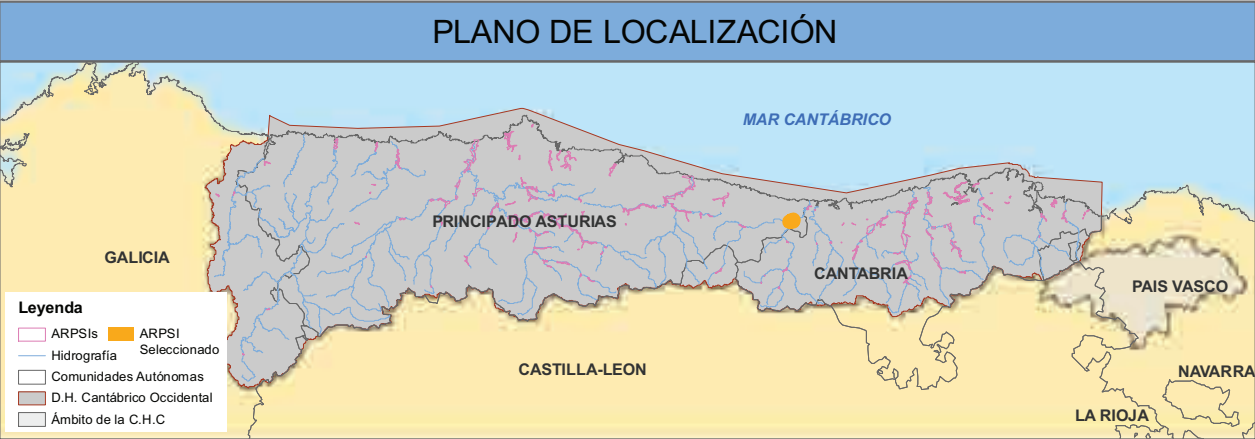 PLANO DE LOCALIZACIÓN
MAR CANTÁBRICO
PRINCIPADO ASTURIAS
GALICIA
CANTABRIA
PAIS VASCO
CASTILLA-LEON
NAVARRA
LA RIOJA
Leyenda
ARPSIs
ARPSI
Seleccionado
Hidrografía
Comunidades Autónomas
D.H. Cantábrico Occidental
Ámbito de la C.H.C